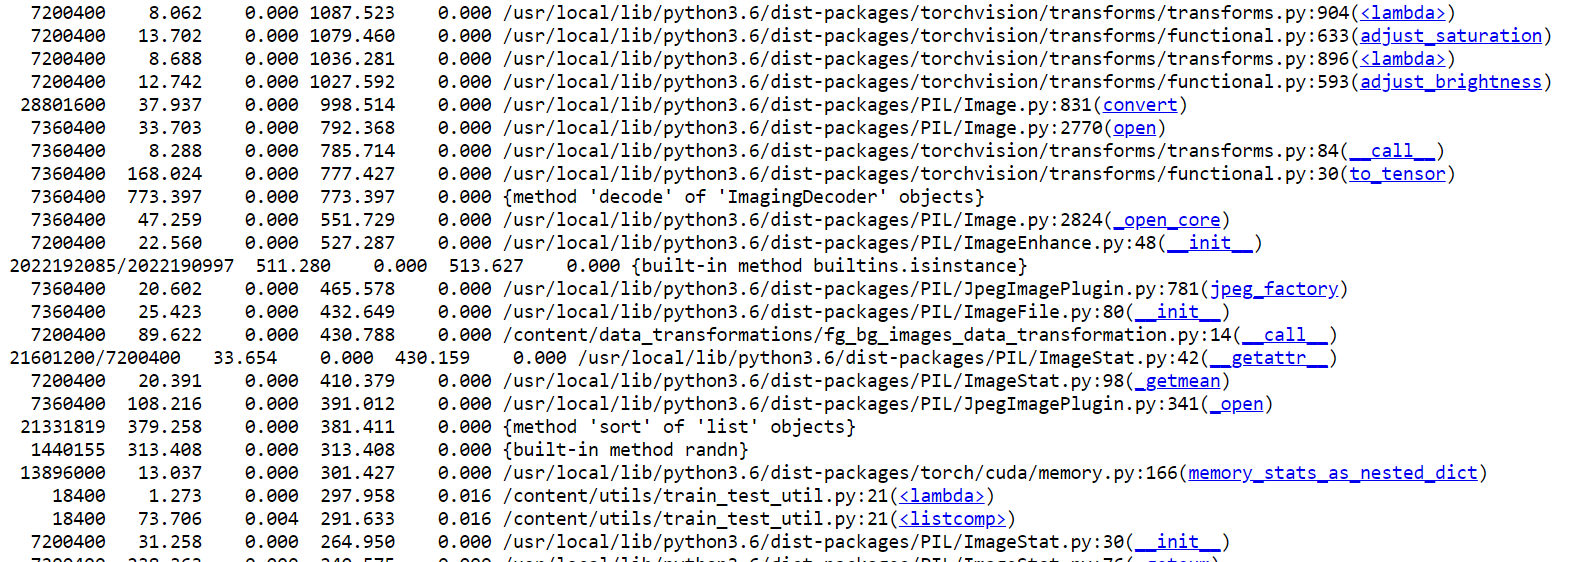 7200400 8.062 0.000 1087.523 0.000 /usr/local/lib/python3.6/dist-packages/torchvision/transforms/transforms.py:904(<lambda>)
7200400 13.702 0.000 1079.460 0.000 /usr/local/lib/python3.6/dist-packages/torchvision/transforms/functional.py:633(adjust_saturation)
7200400 8.688 0.000 1036.281 0.000 /usr/local/lib/python3.6/dist-packages/torchvision/transforms/transforms.py:896(<lambda>)
7200400 12.742 0.000 1027.592 0.000 /usr/local/lib/python3.6/dist-packages/torchvision/transforms/functional.py:593(adjust_brightness)
28801600 37.937 0.000 998.514 0.000 /usr/local/lib/python3.6/dist-packages/PIL/Image.py:831(convert)
7360400 33.703 0.000 792.368 0.000 /usr/local/lib/python3.6/dist-packages/PIL/Image.py:2770(open)
7360400 8.288 0.000 785.714 0.000 /usr/local/lib/python3.6/dist-packages/torchvision/transforms/transforms.py:84(__call__)
7360400 168.024 0.000 777.427 0.000 /usr/local/lib/python3.6/dist-packages/torchvision/transforms/functional.py:30(to_tensor)
7360400 773.397 0.000 773.397 0.000 {method 'decode' of 'ImagingDecoder' objects}
7360400 47.259 0.000 551.729 0.000 /usr/local/lib/python3.6/dist-packages/PIL/Image.py:2824(_open_core)
7200400 22.560 0.000 527.287 0.000 /usr/local/lib/python3.6/dist-packages/PIL/ImageEnhance.py:48(__init__)
2022192085/2022190997 511.280 0.000 513.627 0.000 {built-in method builtins.isinstance}
7360400 20.602 0.000 465.578 0.000 /usr/local/lib/python3.6/dist-packages/PIL/JpegImagePlugin.py:781(jpeg_factory)
7360400 25.423 0.000 432.649 0.000 /usr/local/lib/python3.6/dist-packages/PIL/ImageFile.py:80(__init__)
7200400 89.622 0.000 430.788 0.000 /content/data_transformations/fg_bg_images_data_transformation.py:14(__call__)
21601200/7200400 33.654 0.000 430.159 0.000 /usr/local/lib/python3.6/dist-packages/PIL/ImageStat.py:42(__getattr__)
7200400 20.391 0.000 410.379 0.000 /usr/local/lib/python3.6/dist-packages/PIL/ImageStat.py:98(_getmean)
7360400 108.216 0.000 391.012 0.000 /usr/local/lib/python3.6/dist-packages/PIL/JpegImagePlugin.py:341(_open)
21331819 379.258 0.000 381.411 0.000 {method 'sort' of 'list' objects}
1440155 313.408 0.000 313.408 0.000 {built-in method randn}
13896000 13.037 0.000 301.427 0.000 /usr/local/lib/python3.6/dist-packages/torch/cuda/memory.py:166(memory_stats_as_nested_dict)
18400 1.273 0.000 297.958 0.016 /content/utils/train_test_util.py:21(<lambda>)
18400 73.706 0.004 291.633 0.016 /content/utils/train_test_util.py:21(<listcomp>)
7200400 31.258 0.000 264.950 0.000 /usr/local/lib/python3.6/dist-packages/PIL/ImageStat.py:30(__init__)